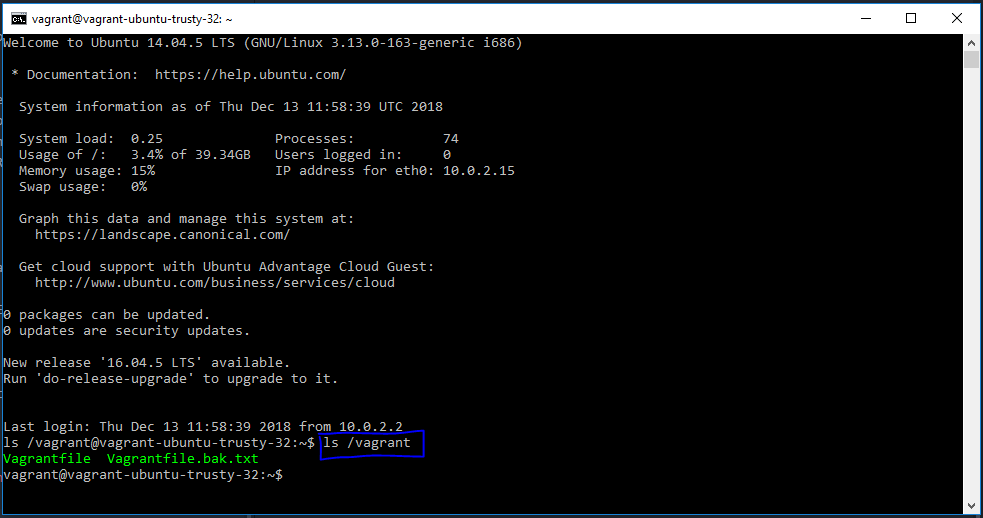 vagrant@vagrant-ubuntu-trusty-32: ~
Welcome to Ubuntu 14.04.5 LTS (GNU/Linux 3.13.0-163-generic i686)
* Documentation:  https://help.ubuntu.com/
System information as of Thu Dec 13 11:58:39 UTC 2018
System load:  0.25              Processes:           74
Usage of /:   3.4% of 39.34GB   Users logged in:     0
Memory usage: 15%               IP address for eth0: 10.0.2.15
Swap usage:   0%
Graph this data and manage this system at:
https://landscape.canonical.com/
Get cloud support with Ubuntu Advantage Cloud Guest:
http://www.ubuntu.com/business/services/cloud
0 packages can be updated.
0 updates are security updates.
New release '16.04.5 LTS' available.
Run 'do-release-upgrade' to upgrade to it.
Last login: Thu Dec 13 11:58:39 2018 from 10.0.2.2
ls /vagrant@vagrant-ubuntu-trusty-32:~$ ls /vagrant
Vagrantfile  Vagrantfile.bak.txt
vagrant@vagrant-ubuntu-trusty-32:~$